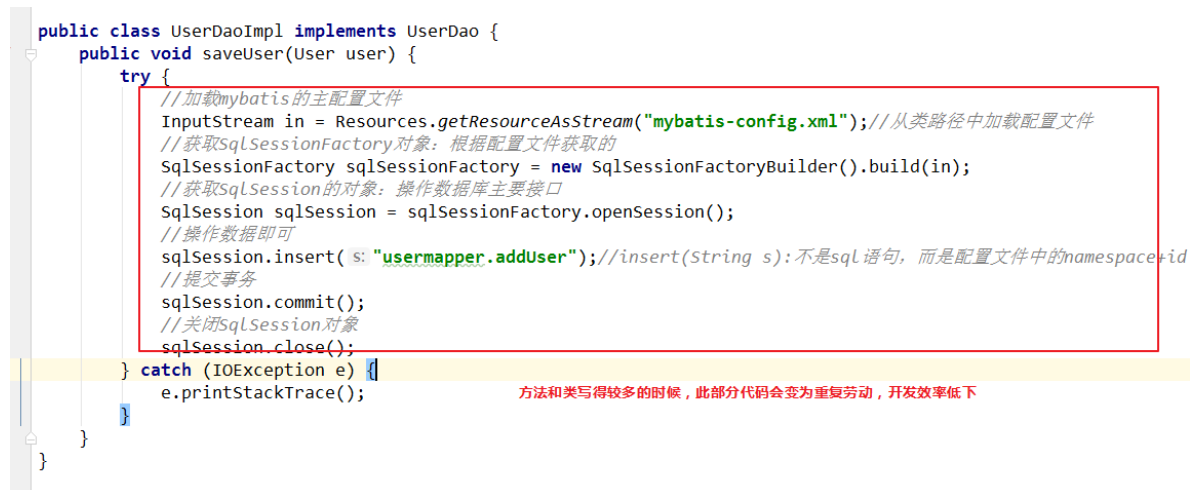 public class UserDaoImpl implements UserDao {
public void saveUser(User user) {
try {
//加载mybatis的主配置文件
InputStream in = Resources.getResourceAsStream("mybatis-config.xml");//从类路径中加载配置文件
//获取SqlSessionFactory对象：根据配置文件获取的
SqlSessionFactory sqlSessionFactory = new SqlSessionFactoryBuilder().build(in);
//获取SqlSession的对象：操作数据库主要接口
SqlSession sqlSession = sqlSessionFactory.openSession();
//操作数据即可
sqlSession.insert( s: "usermapper.addUser");//insert(String s):不是sql语句，而是配置文件中的namespace+id
//提交事务
sqlSession.commit();
//关闭SqlSession对象
sqlSession.close();
} catch (IOException e) {
e.printStackTrace(); 方法和类写得较多的时候，此部分代码会变为重复劳动，开发效率低下
}
}
}